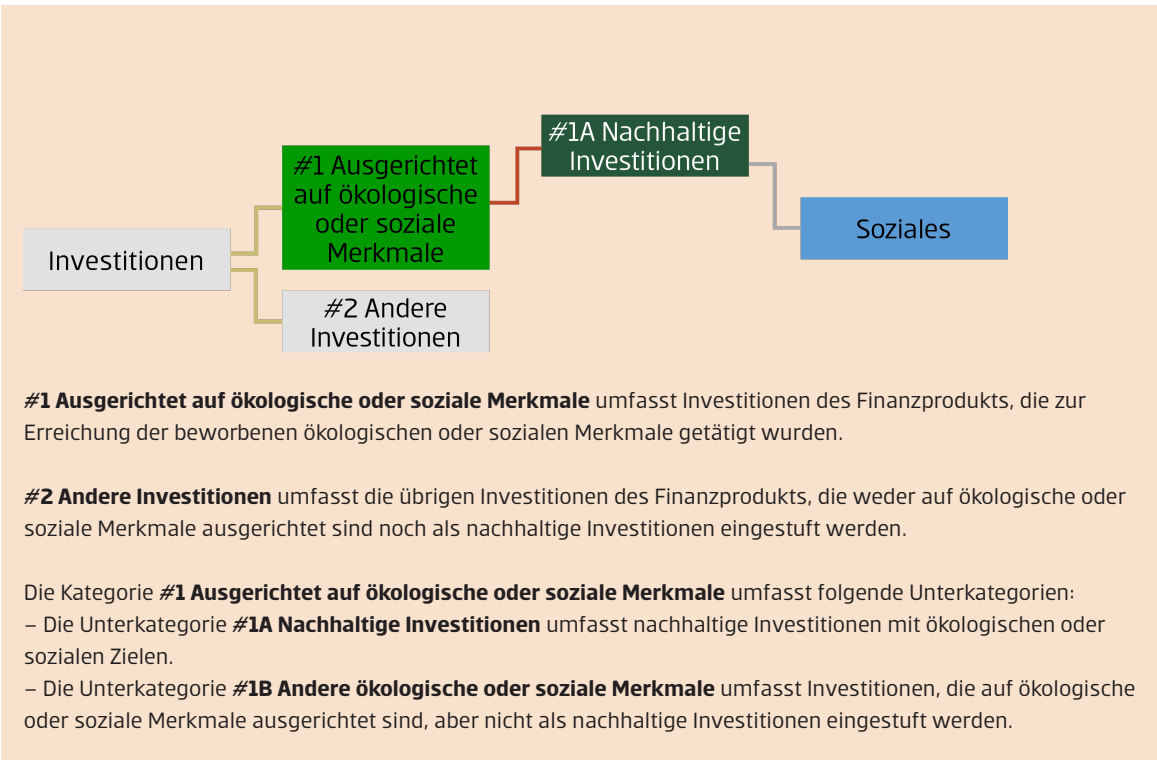 #1A Nachhaltige
Investitionen
#1 Ausgerichtet
auf ökologische
oder soziale
Merkmale
Soziales
Investitionen
#2 Andere
Investitionen
#1 Ausgerichtet auf ökologische oder soziale Merkmale umfasst Investitionen des Finanzprodukts, die zur
Erreichung der beworbenen ökologischen oder sozialen Merkmale getätigt wurden.
#2 Andere Investitionen umfasst die übrigen Investitionen des Finanzprodukts, die weder auf ökologische oder
soziale Merkmale ausgerichtet sind noch als nachhaltige Investitionen eingestuft werden.
Die Kategorie #1 Ausgerichtet auf ökologische oder soziale Merkmale umfasst folgende Unterkategorien:
– Die Unterkategorie #1A Nachhaltige Investitionen umfasst nachhaltige Investitionen mit ökologischen oder
sozialen Zielen.
– Die Unterkategorie #1B Andere ökologische oder soziale Merkmale umfasst Investitionen, die auf ökologische
oder soziale Merkmale ausgerichtet sind, aber nicht als nachhaltige Investitionen eingestuft werden.